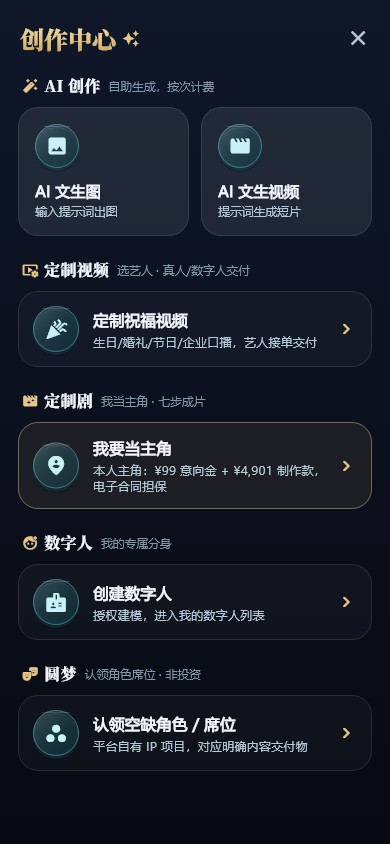 创作中心
AI 创作 自助生成，按次计费
AI 文生图
输入提示词出图
AI 文生视频
提示词生成短片
定制视频 选艺人 · 真人/数字人交付
定制祝福视频
生日/婚礼/节日/企业口播，艺人接单交付
定制剧 我当主角 · 七步成片
我要当主角
本人主角：¥99 意向金 + ¥4,901 制作款，
电子合同担保
数字人 我的专属分身
创建数字人
授权建模，进入我的数字人列表
圆梦 认领角色席位 · 非投资
认领空缺角色 / 席位
平台自有 IP 项目，对应明确内容交付物